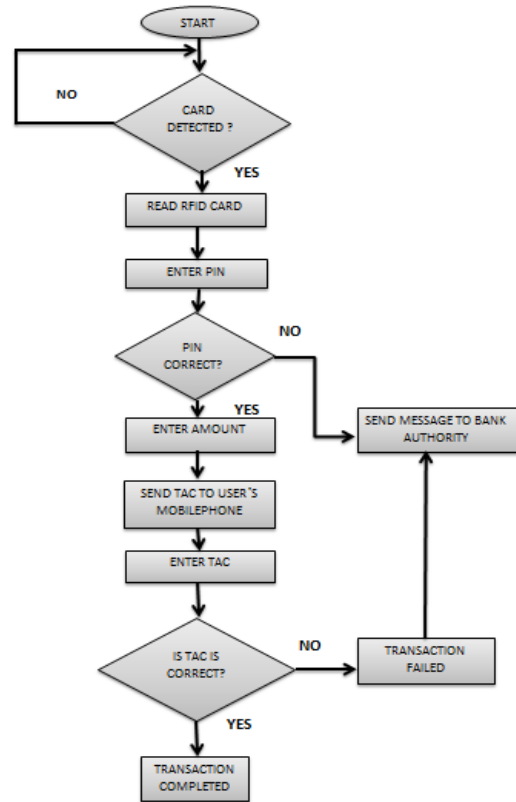 START
NO
CARD
DETECTED ?
YES
READ RFID CARD
ENTER PIN
NO
PIN
CORRECT?
YES
ENTER AMOUNT
SEND MESSAGE TO BANK
AUTHORITY
SEND TAC TO USER'S
MOBILEPHONE
ENTER TAC
NO
IS TAC IS
CORRECT?
TRANSACTION
FAILED
YES
TRANSACTION
COMPLETED